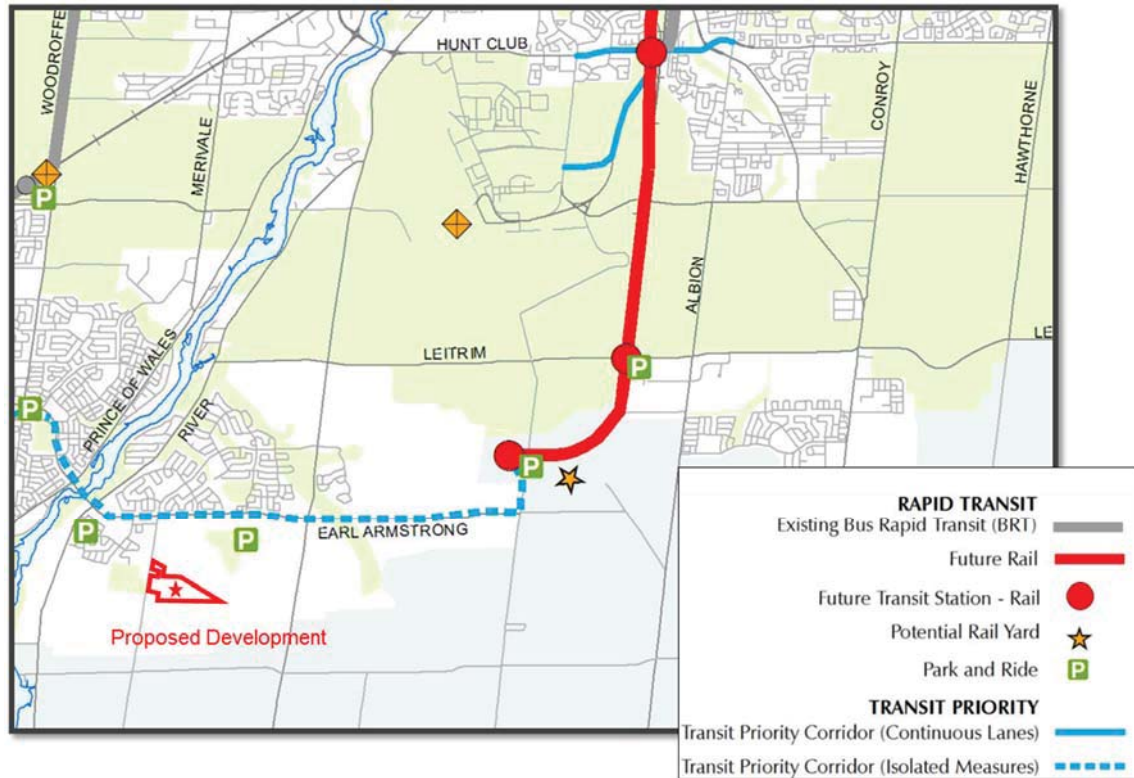 HUNT CLUB
WOODROFFE
MERIVALE
CONROY
HAWTHORNE
ALBION
PRINCE OF WALES
RIVER
LEITRIM
LE
P
P
P
P
EARL ARMSTRONG
P
P
Proposed Development
RAPID TRANSIT
Existing Bus Rapid Transit (BRT)
Future Rail
Future Transit Station - Rail
Potential Rail Yard
Park and Ride P
TRANSIT PRIORITY
Transit Priority Corridor (Continuous Lanes)
Transit Priority Corridor (Isolated Measures)